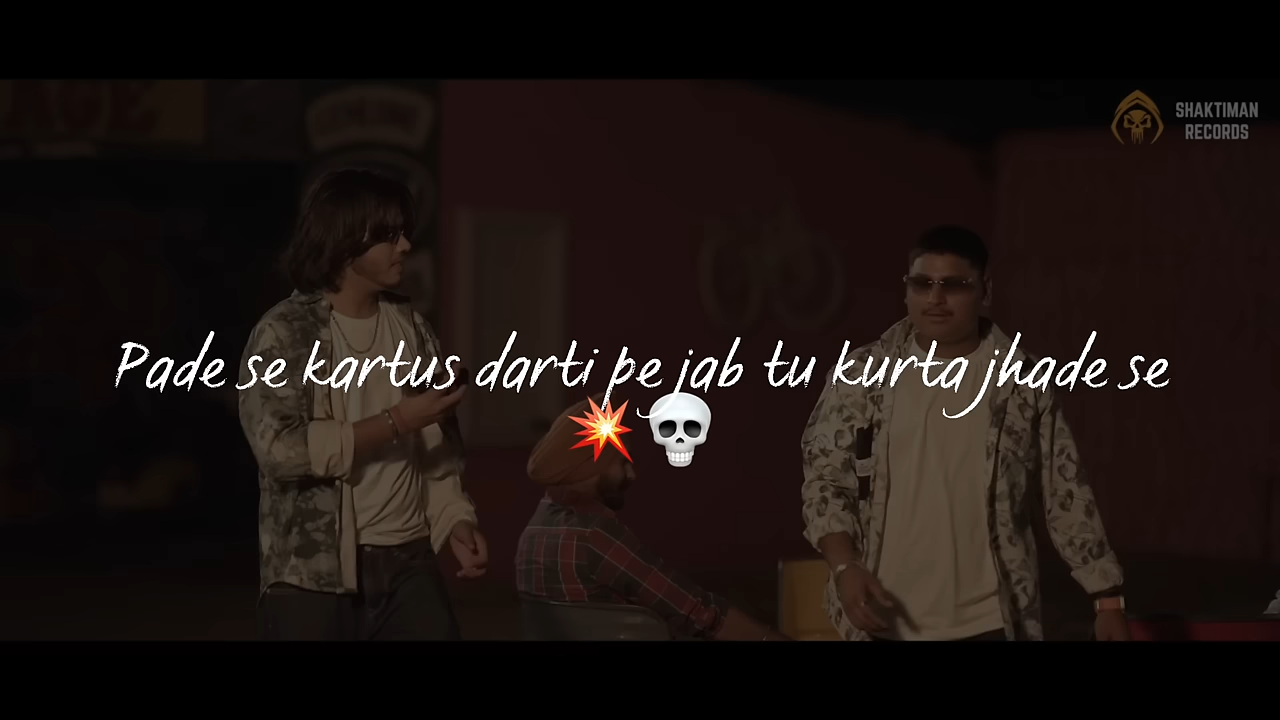 SHAKTIMAN
RECORDS
Pade se kartus darti pe jab tu kurta jhade se
💥💀